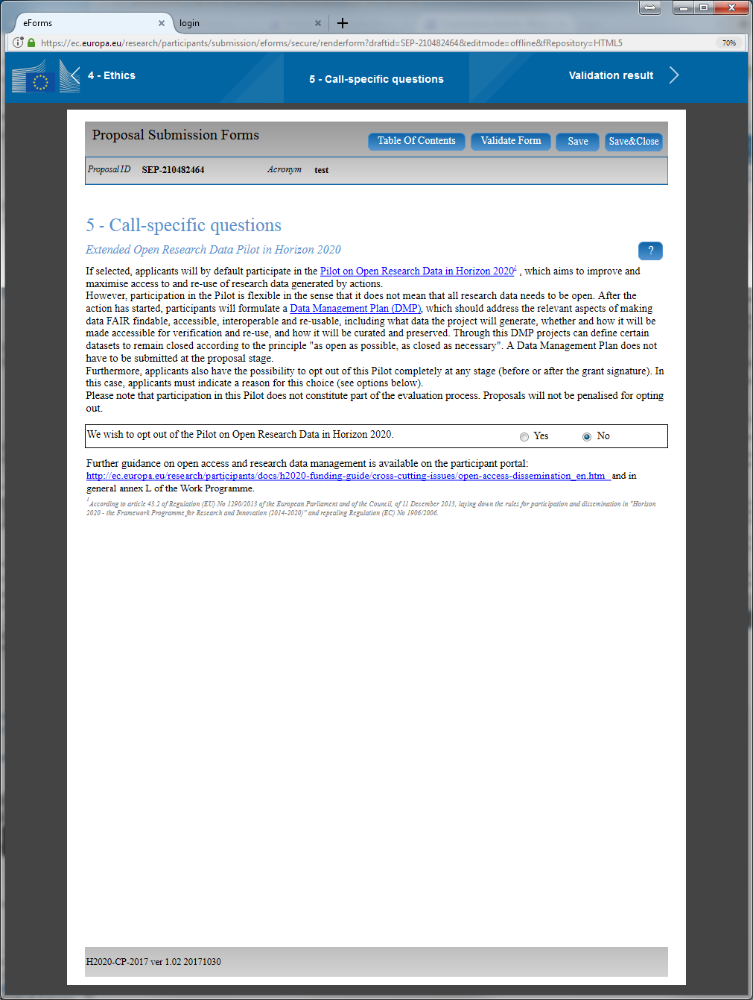 eForms
login
https://ec.europa.eu/research/participants/submission/eforms/secure/renderform?draftid=SEP-210482464&editmode=offline&fRepository=HTML5
70%
4 - Ethics
5 - Call-specific questions
Validation result
Proposal Submission Forms
Table Of Contents
Validate Form
Save
Save&Close
Proposal ID SEP-210482464
Acronym test
5 - Call-specific questions
Extended Open Research Data Pilot in Horizon 2020
?
If selected, applicants will by default participate in the Pilot on Open Research Data in Horizon 2020¹ , which aims to improve and
maximise access to and re-use of research data generated by actions.
However, participation in the Pilot is flexible in the sense that it does not mean that all research data needs to be open. After the
action has started, participants will formulate a Data Management Plan (DMP), which should address the relevant aspects of making
data FAIR findable, accessible, interoperable and re-usable, including what data the project will generate, whether and how it will be
made accessible for verification and re-use, and how it will be curated and preserved. Through this DMP projects can define certain
datasets to remain closed according to the principle "as open as possible, as closed as necessary". A Data Management Plan does not
have to be submitted at the proposal stage.
Furthermore, applicants also have the possibility to opt out of this Pilot completely at any stage (before or after the grant signature). In
this case, applicants must indicate a reason for this choice (see options below).
Please note that participation in this Pilot does not constitute part of the evaluation process. Proposals will not be penalised for opting
out.
We wish to opt out of the Pilot on Open Research Data in Horizon 2020.
Yes
No
Further guidance on open access and research data management is available on the participant portal:
http://ec.europa.eu/research/participants/docs/h2020-funding-guide/cross-cutting-issues/open-access-dissemination_en.htm and in
general annex L of the Work Programme.
¹According to article 43.2 of Regulation (EU) No 1290/2013 of the European Parliament and of the Council, of 11 December 2013, laying down the rules for participation and dissemination in "Horizon
2020 - the Framework Programme for Research and Innovation (2014-2020)" and repealing Regulation (EC) No 1906/2006.
H2020-CP-2017 ver 1.02 20171030